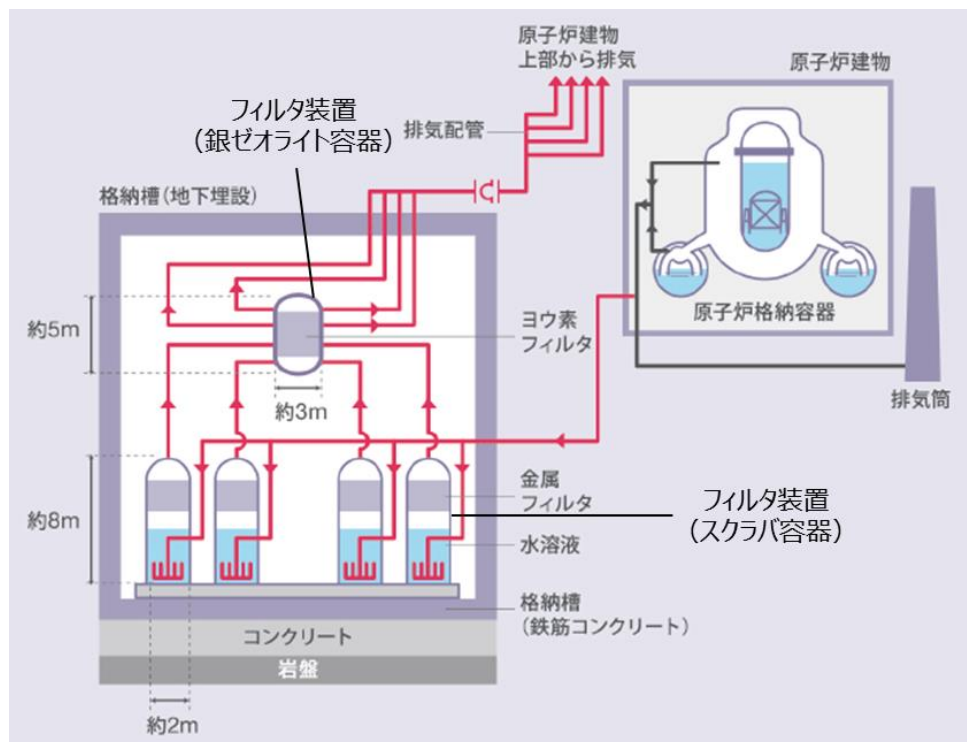 原子炉建物
上部から排気
原子炉建物
フィルタ装置
（銀ゼオライト容器）
排気配管
格納槽（地下埋設）
約5m
ヨウ素
フィルタ
原子炉格納容器
約3m
排気筒
約8m
金属
フィルタ
フィルタ装置
（スクラバ容器）
水溶液
格納槽
（鉄筋コンクリート）
コンクリート
岩盤
約2m